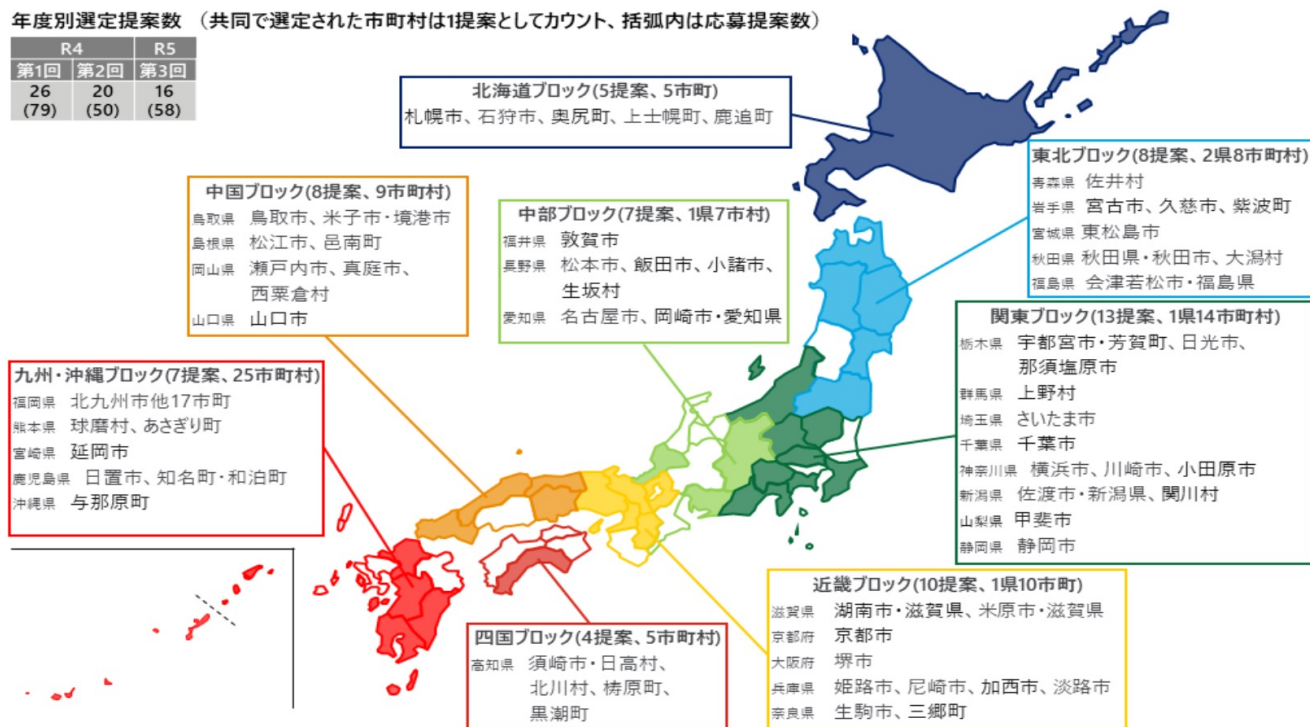 年度別選定提案数 (共同で選定された市町村は1提案としてカウント、括弧内は応募提案数)
R4 R5
第1回 第2回 第3回
26 20 16
(79) (50) (58)
北海道ブロック(5提案、5市町)
札幌市、石狩市、奥尻町、上士幌町、鹿追町
東北ブロック(8提案、2県8市町村)
青森県 佐井村
岩手県 宮古市、久慈市、紫波町
宮城県 東松島市
秋田県 秋田県・秋田市、大潟村
福島県 会津若松市・福島県
中国ブロック(8提案、9市町村)
鳥取県 鳥取市、米子市・境港市
島根県 松江市、邑南町
岡山県 瀬戸内市、真庭市、
西粟倉村
山口県 山口市
中部ブロック(7提案、1県7市村)
福井県 敦賀市
長野県 松本市、飯田市、小諸市、
生坂村
愛知県 名古屋市、岡崎市・愛知県
関東ブロック(13提案、1県14市町村)
栃木県 宇都宮市・芳賀町、日光市、
那須塩原市
群馬県 上野村
埼玉県 さいたま市
千葉県 千葉市
神奈川県 横浜市、川崎市、小田原市
新潟県 佐渡市・新潟県、関川村
山梨県 甲斐市
静岡県 静岡市
九州・沖縄ブロック(7提案、25市町村)
福岡県 北九州市他17市町
熊本県 球磨村、あさぎり町
宮崎県 延岡市
鹿児島県 日置市、知名町・和泊町
沖縄県 与那原町
四国ブロック(4提案、5市町村)
高知県 須崎市・日高村、
北川村、梼原町、
黒潮町
近畿ブロック(10提案、1県10市町)
滋賀県 湖南市・滋賀県、米原市・滋賀県
京都府 京都市
大阪府 堺市
兵庫県 姫路市、尼崎市、加西市、淡路市
奈良県 生駒市、三郷町